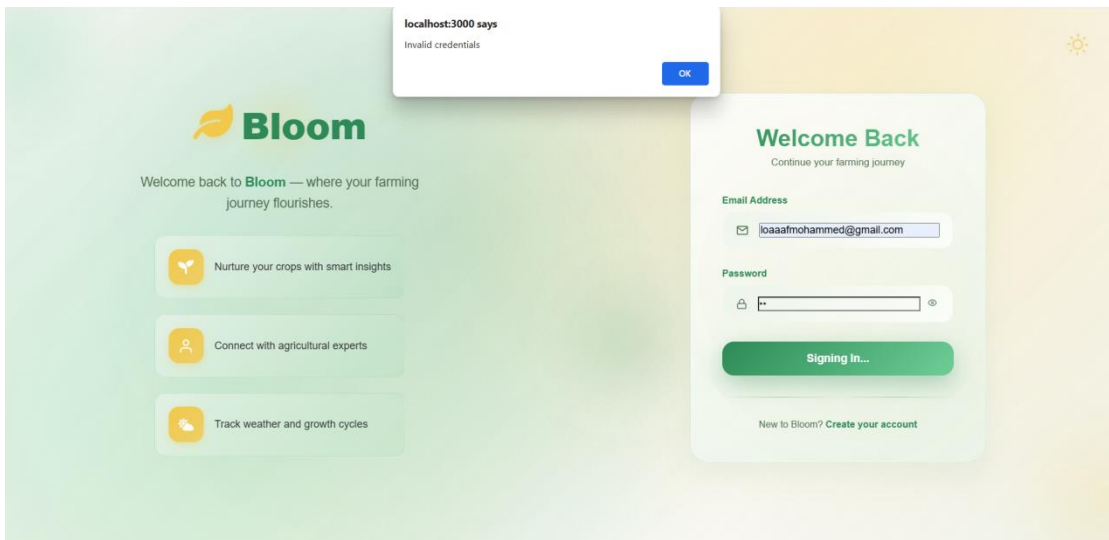 localhost:3000 says
Invalid credentials
OK
Bloom
Welcome back to Bloom — where your farming
journey flourishes.
Nurture your crops with smart insights
Connect with agricultural experts
Track weather and growth cycles
Welcome Back
Continue your farming journey
Email Address
loaaafmohammed@gmail.com
Password
••
Signing In...
New to Bloom? Create your account